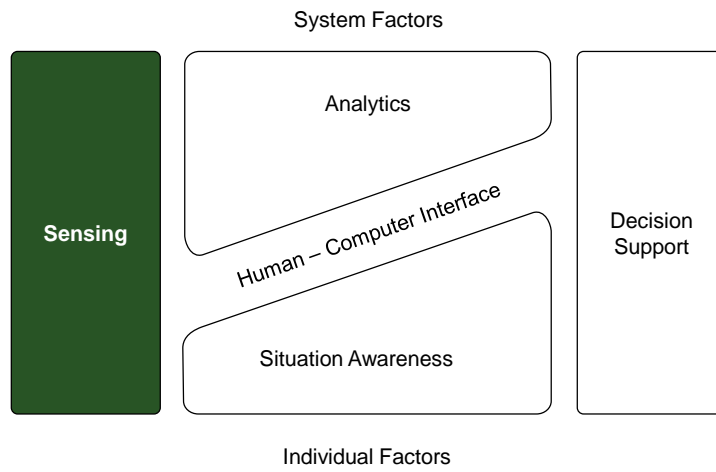 System Factors
Analytics
Sensing
Human – Computer Interface
Decision
Support
Situation Awareness
Individual Factors